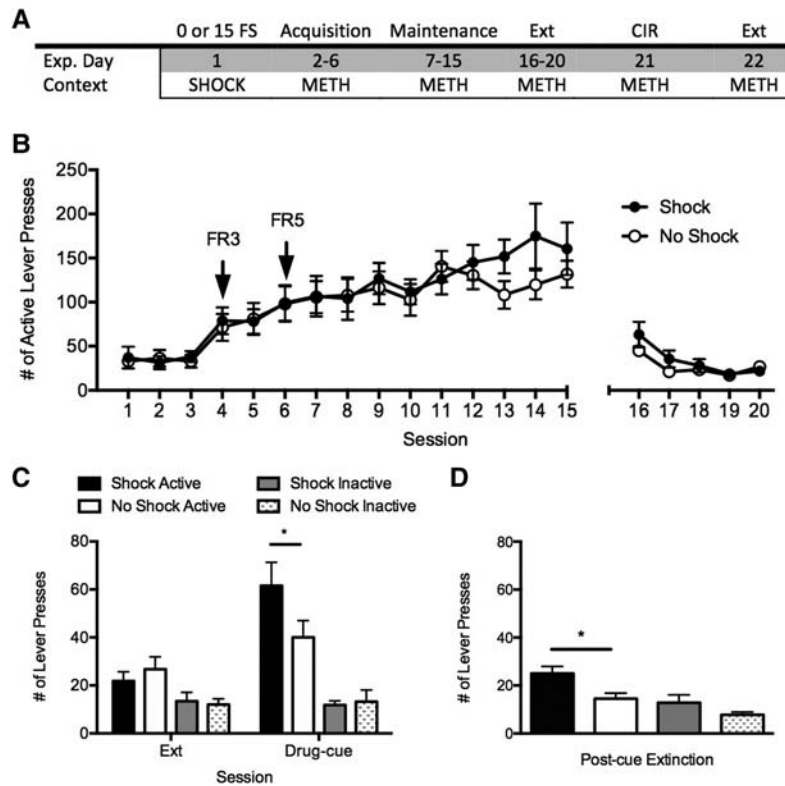 A
0 or 15 FS Acquisition Maintenance Ext CIR Ext
Exp. Day 1 2-6 7-15 16-20 21 22
Context SHOCK METH METH METH METH METH
B
# of Active Lever Presses
250
200
150
100
50
0
FR3
FR5
Shock
No Shock
1 2 3 4 5 6 7 8 9 10 11 12 13 14 15 16 17 18 19 20
Session
C
Shock Active
No Shock Active
Shock Inactive
No Shock Inactive
# of Lever Presses
80
60
40
20
0
*
Ext Drug-cue
Session
D
# of Lever Presses
80
60
40
20
0
*
Post-cue Extinction